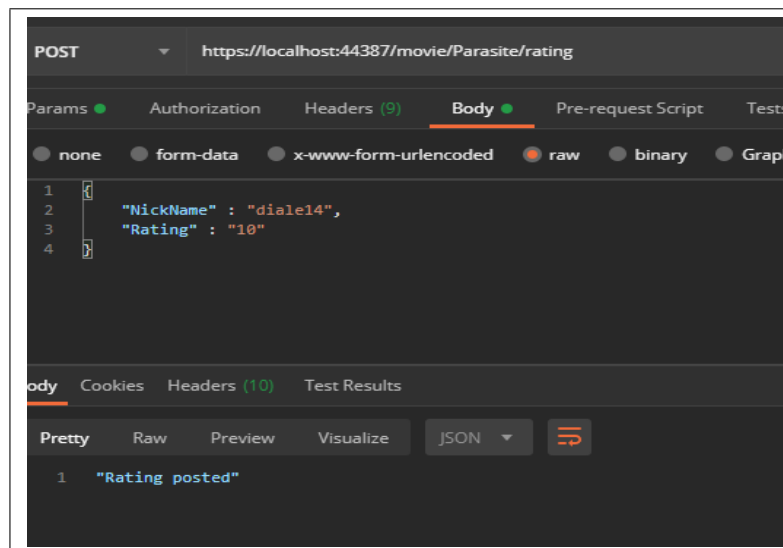 POST https://localhost:44387/movie/Parasite/rating
Params Authorization Headers (9) Body Pre-request Script Tests
none form-data x-www-form-urlencoded raw binary Grap
1 {
2 "NickName" : "diale14",
3 "Rating" : "10"
4 }
ody Cookies Headers (10) Test Results
Pretty Raw Preview Visualize JSON
1 "Rating posted"